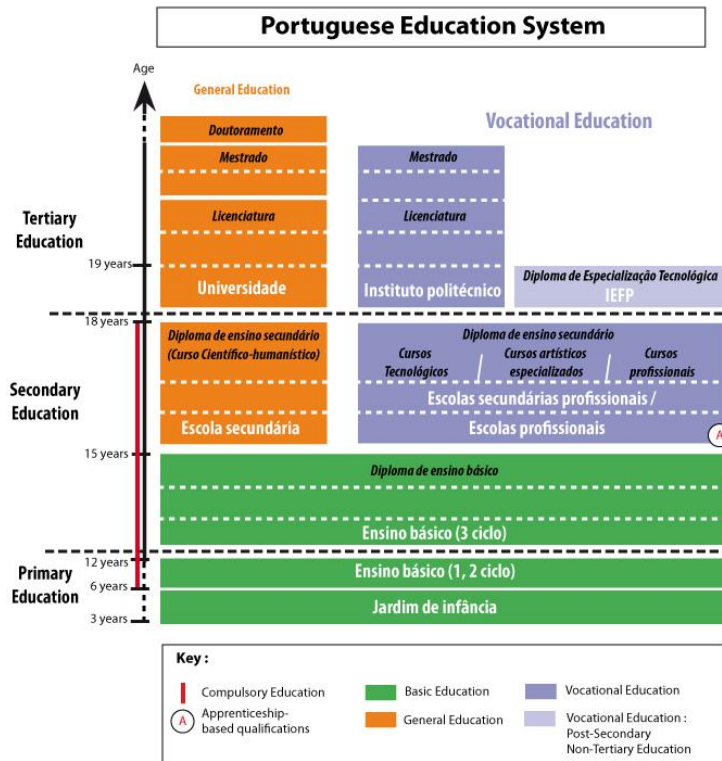 Portuguese Education System
Age
General Education
Vocational Education
Doutoramento
Mestrado
Mestrado
Tertiary
Education
Licenciatura
Licenciatura
19 years
Diploma de Especialização Tecnológica
Universidade
Instituto politécnico
IEFP
18 years
Diploma de ensino secundário
(Curso Científico-humanístico)
Diploma de ensino secundário
Cursos
Tecnológicos
/
Cursos artísticos
especializados
/
Cursos
profissionais
Secondary
Education
Escolas secundárias profissionais /
Escola secundária
Escolas profissionais
A
15 years
Diploma de ensino básico
Ensino básico (3 ciclo)
12 years
Primary
Education
Ensino básico (1, 2 ciclo)
6 years
Jardim de infância
3 years
Key :
Compulsory Education
A
Apprenticeship-
based qualifications
Basic Education
General Education
Vocational Education
Vocational Education :
Post-Secondary
Non-Tertiary Education